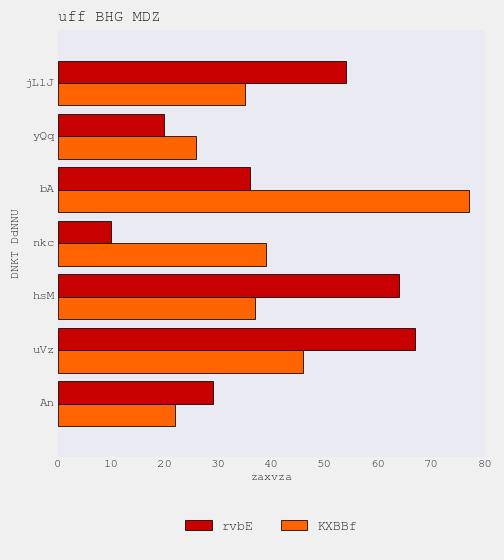 uff BHG MDZ
jLlJ
yQq
bA
nkc
hsM
uVz
An
DNKT DdNNU
0 10 20 30 40 50 60 70 80
zaxvza
rvbE KXBBf